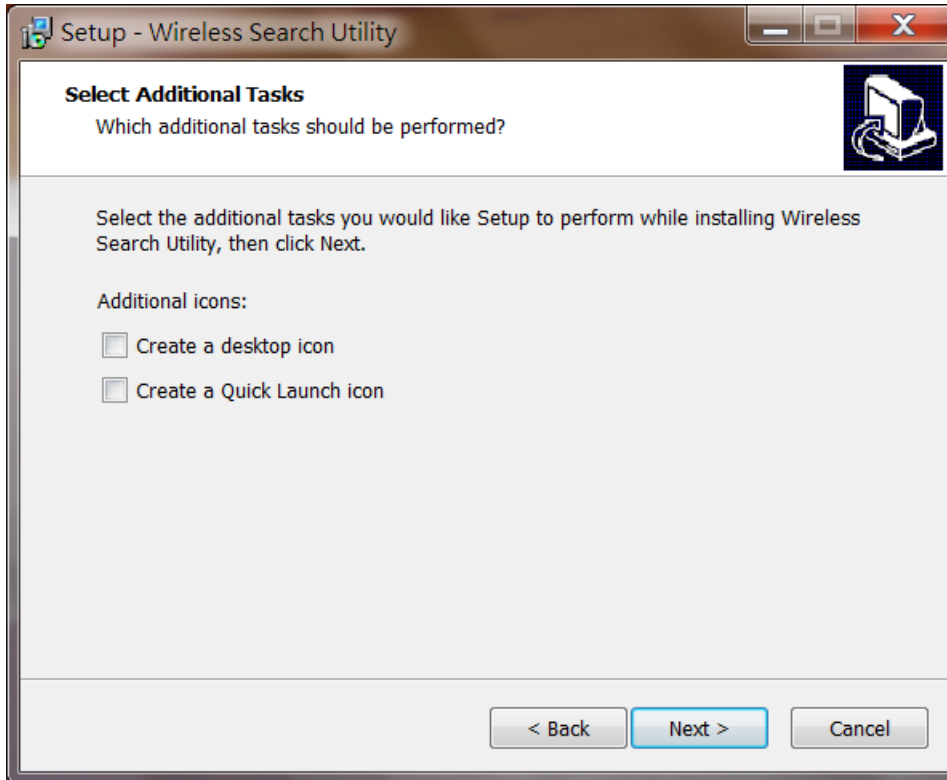 Setup - Wireless Search Utility
Select Additional Tasks
Which additional tasks should be performed?
Select the additional tasks you would like Setup to perform while installing Wireless
Search Utility, then click Next.
Additional icons:
Create a desktop icon
Create a Quick Launch icon
< Back
Next >
Cancel